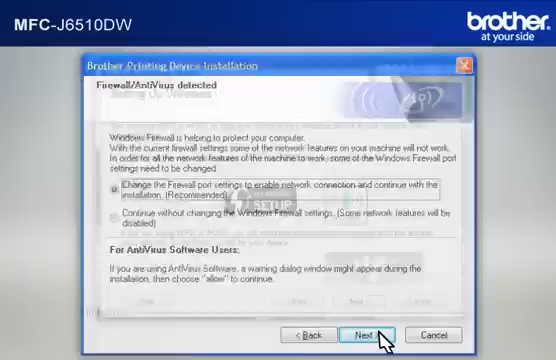 MFC-J6510DW
brother
at your side
Brother Printing Device Installation
Firewall/AntiVirus detected
Setting Up Wireless
Windows Firewall is helping to protect your computer.
With the current firewall settings some of the network features on your machine will not work.
In order for all the network features of the machine to work, some of the Windows Firewall port
settings need to be changed
Change the Firewall port settings to enable network connection and continue with the
installation. (Recommended)
SETUP
Continue without changing the Windows Firewall settings. (Some network features will be
disabled)
For AntiVirus Software Users:
If you are using AntiVirus Software, a warning dialog window might appear during the
installation, then choose "allow" to continue.
< Back
Next >
Cancel